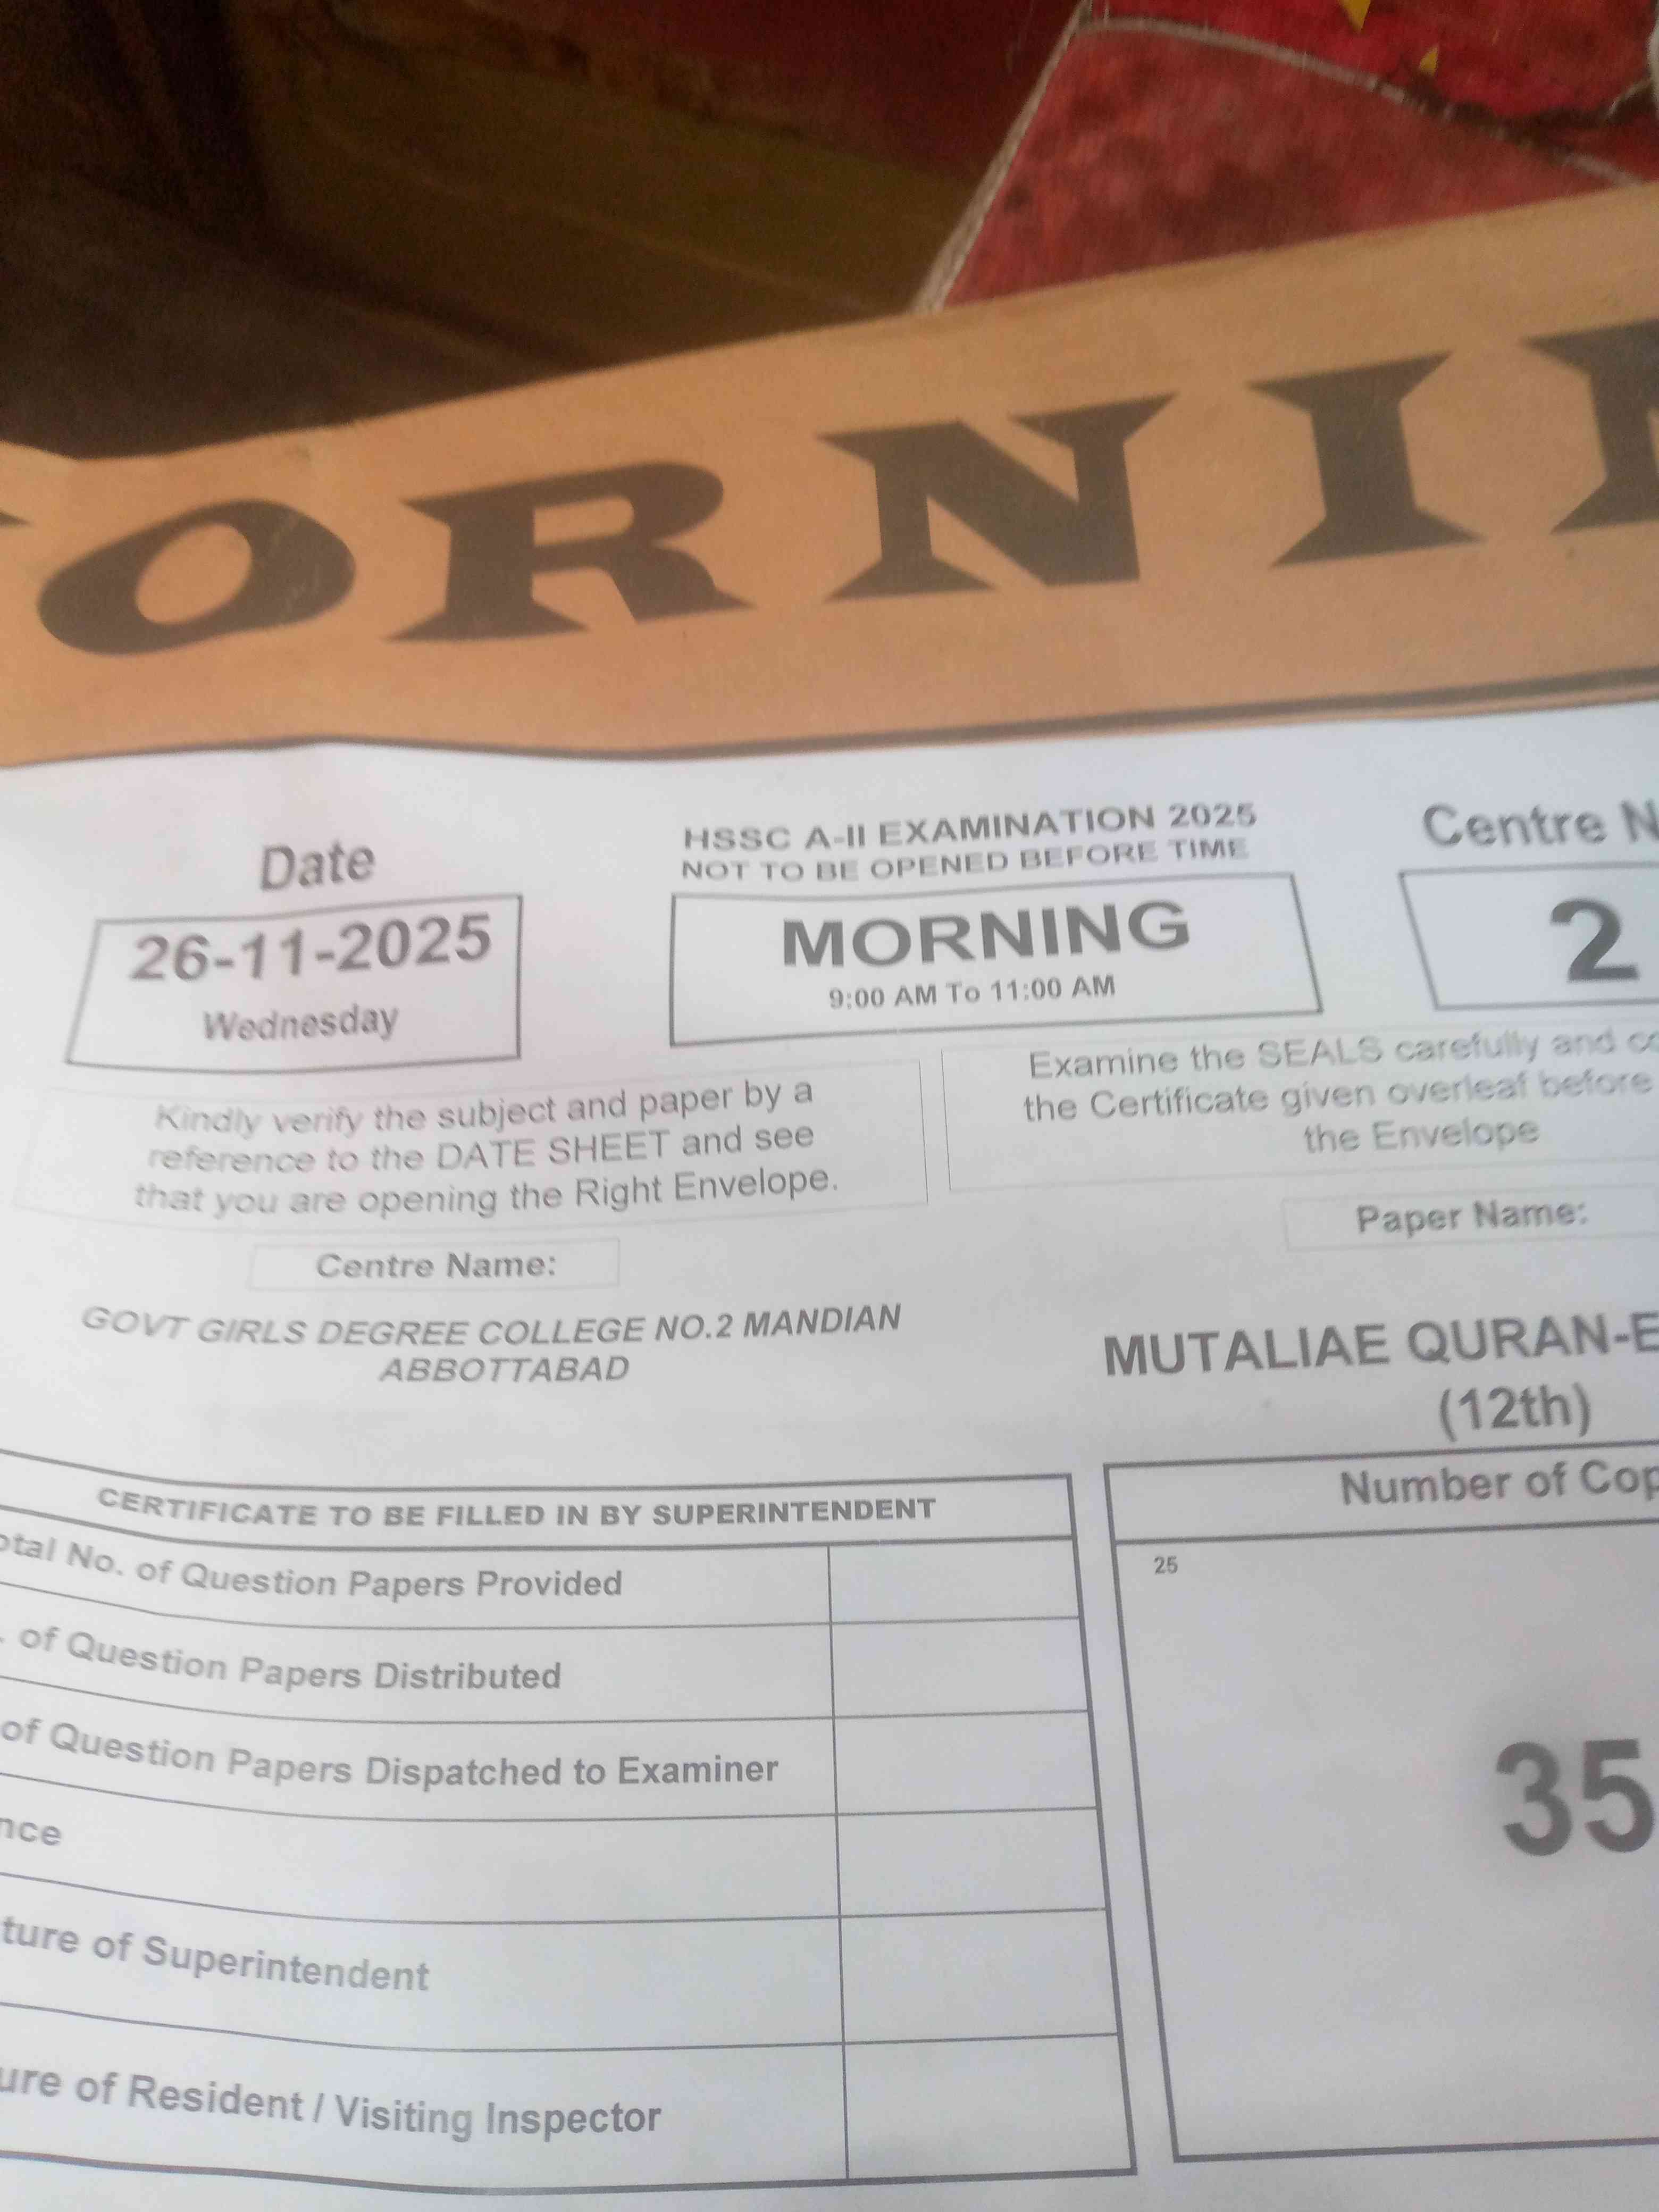 ORNI
Date
26-11-2025
Wednesday
HSSC A-II EXAMINATION 2025
NOT TO BE OPENED BEFORE TIME
MORNING
9:00 AM To 11:00 AM
Centre N
2
Kindly verify the subject and paper by a
reference to the DATE SHEET and see
that you are opening the Right Envelope.
Examine the SEALS carefully and co
the Certificate given overleaf before
the Envelope
Centre Name:
GOVT GIRLS DEGREE COLLEGE NO.2 MANDIAN
ABBOTTABAD
Paper Name:
MUTALIAE QURAN-E
(12th)
CERTIFICATE TO BE FILLED IN BY SUPERINTENDENT
otal No. of Question Papers Provided
. of Question Papers Distributed
of Question Papers Dispatched to Examiner
nce
ture of Superintendent
ure of Resident / Visiting Inspector
Number of Cop
25
35